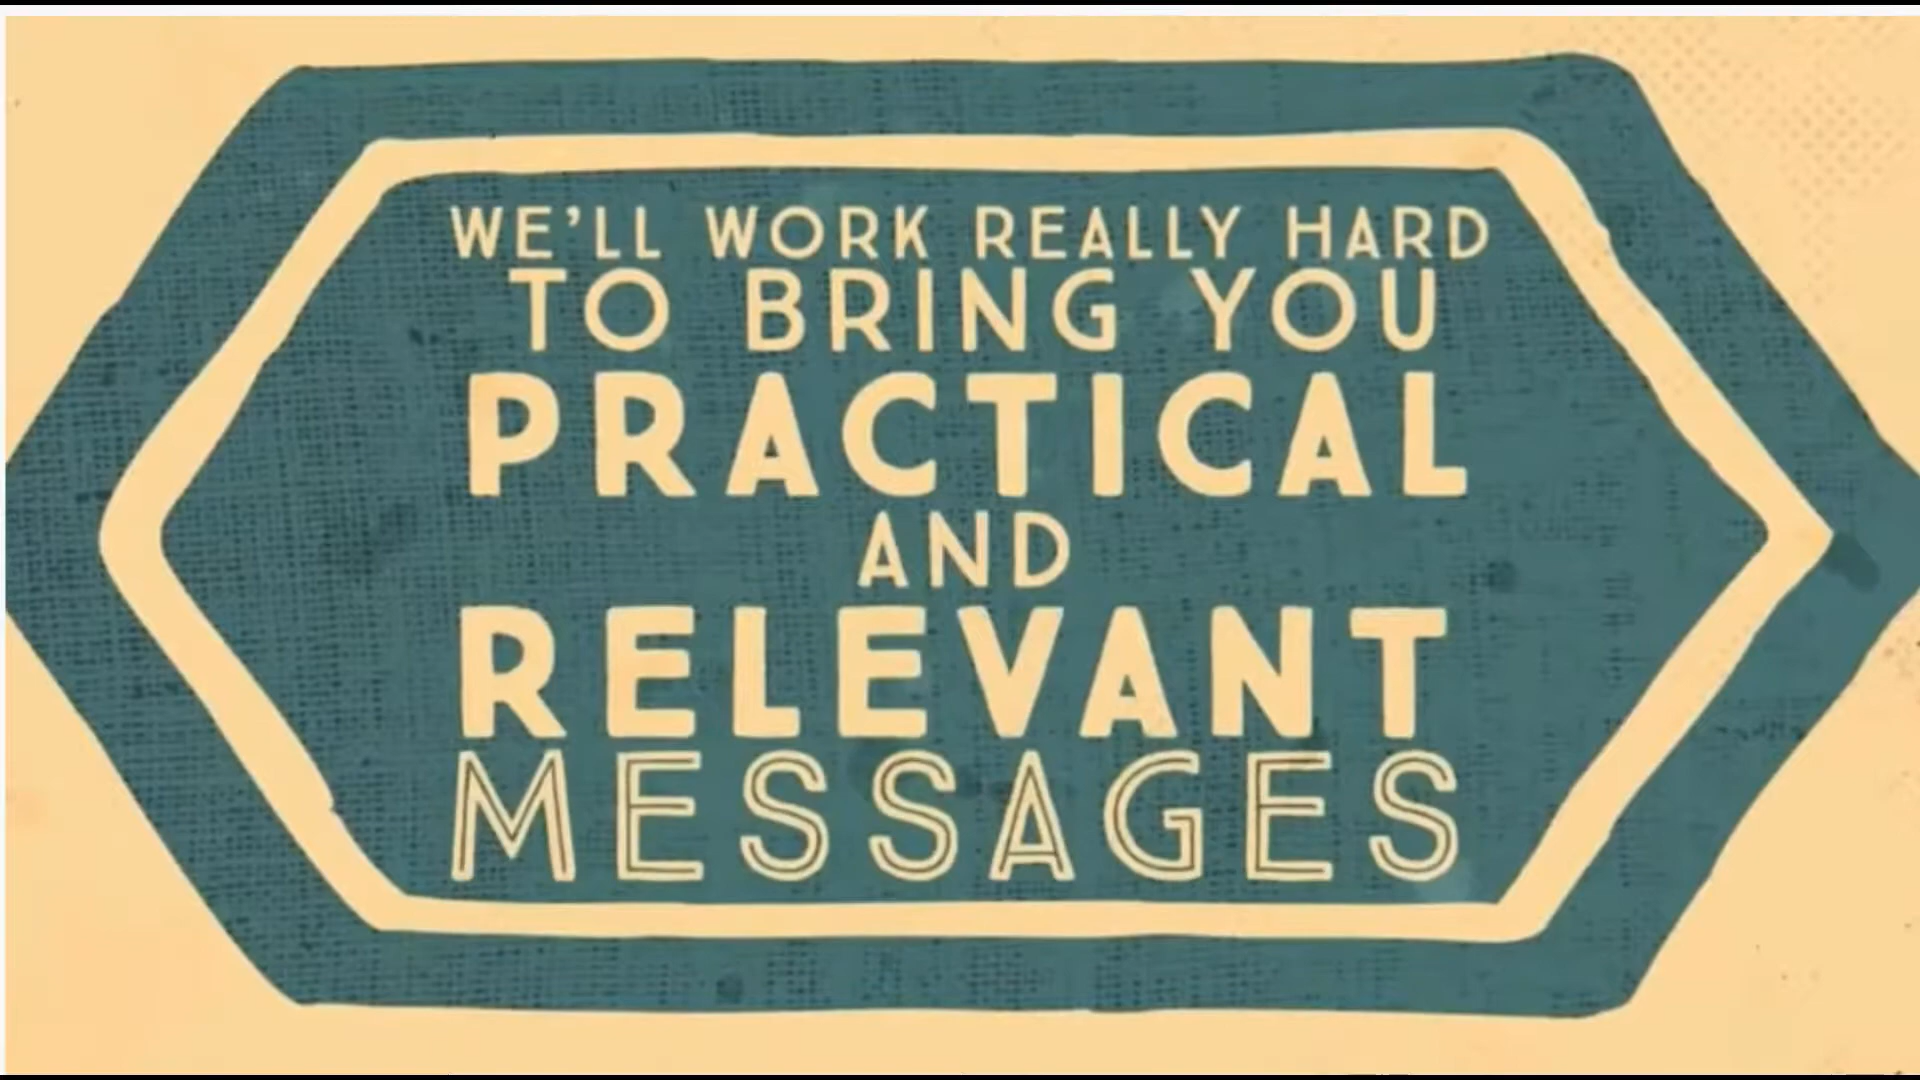 WE'LL WORK REALLY HARD
TO BRING YOU
PRACTICAL
AND
RELEVANT
MESSAGES